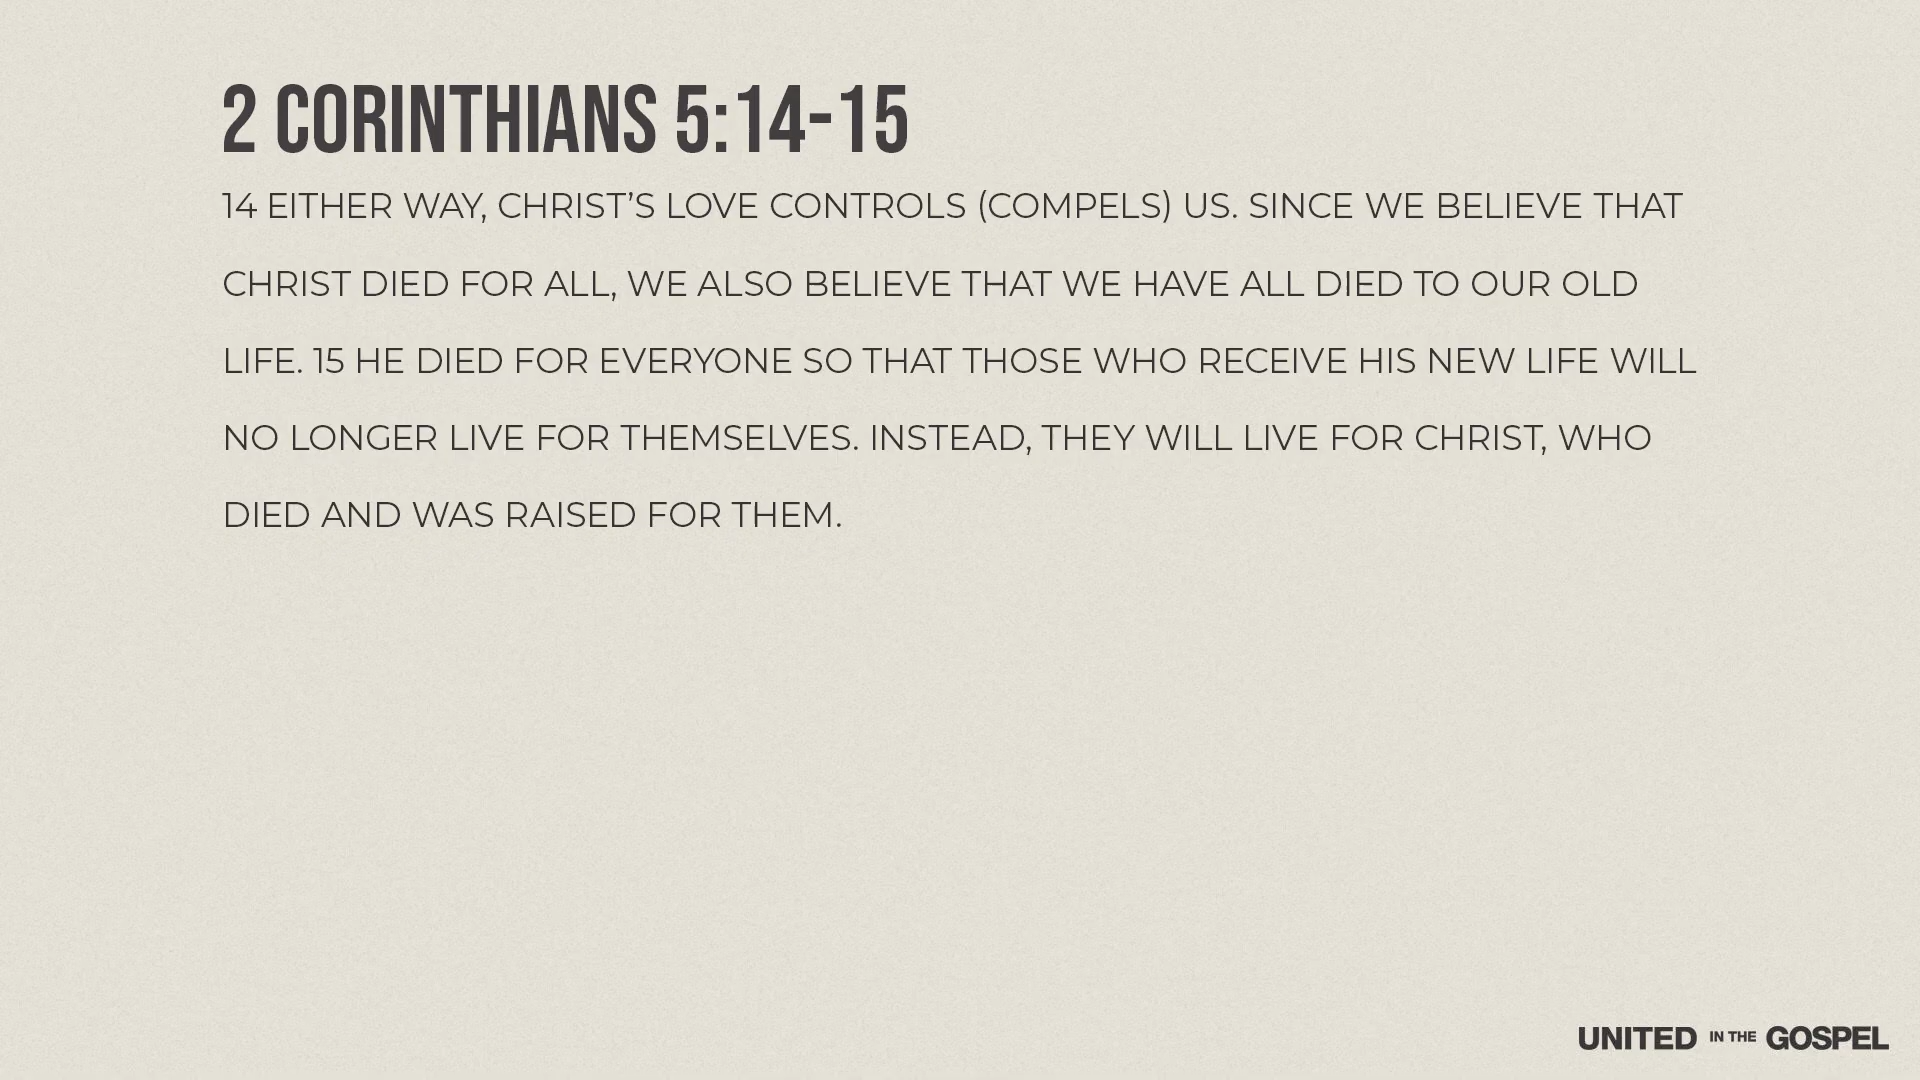 2 CORINTHIANS 5:14-15
14 EITHER WAY, CHRIST’S LOVE CONTROLS (COMPELS) US. SINCE WE BELIEVE THAT
CHRIST DIED FOR ALL, WE ALSO BELIEVE THAT WE HAVE ALL DIED TO OUR OLD
LIFE. 15 HE DIED FOR EVERYONE SO THAT THOSE WHO RECEIVE HIS NEW LIFE WILL
NO LONGER LIVE FOR THEMSELVES. INSTEAD, THEY WILL LIVE FOR CHRIST, WHO
DIED AND WAS RAISED FOR THEM.
UNITED IN THE GOSPEL